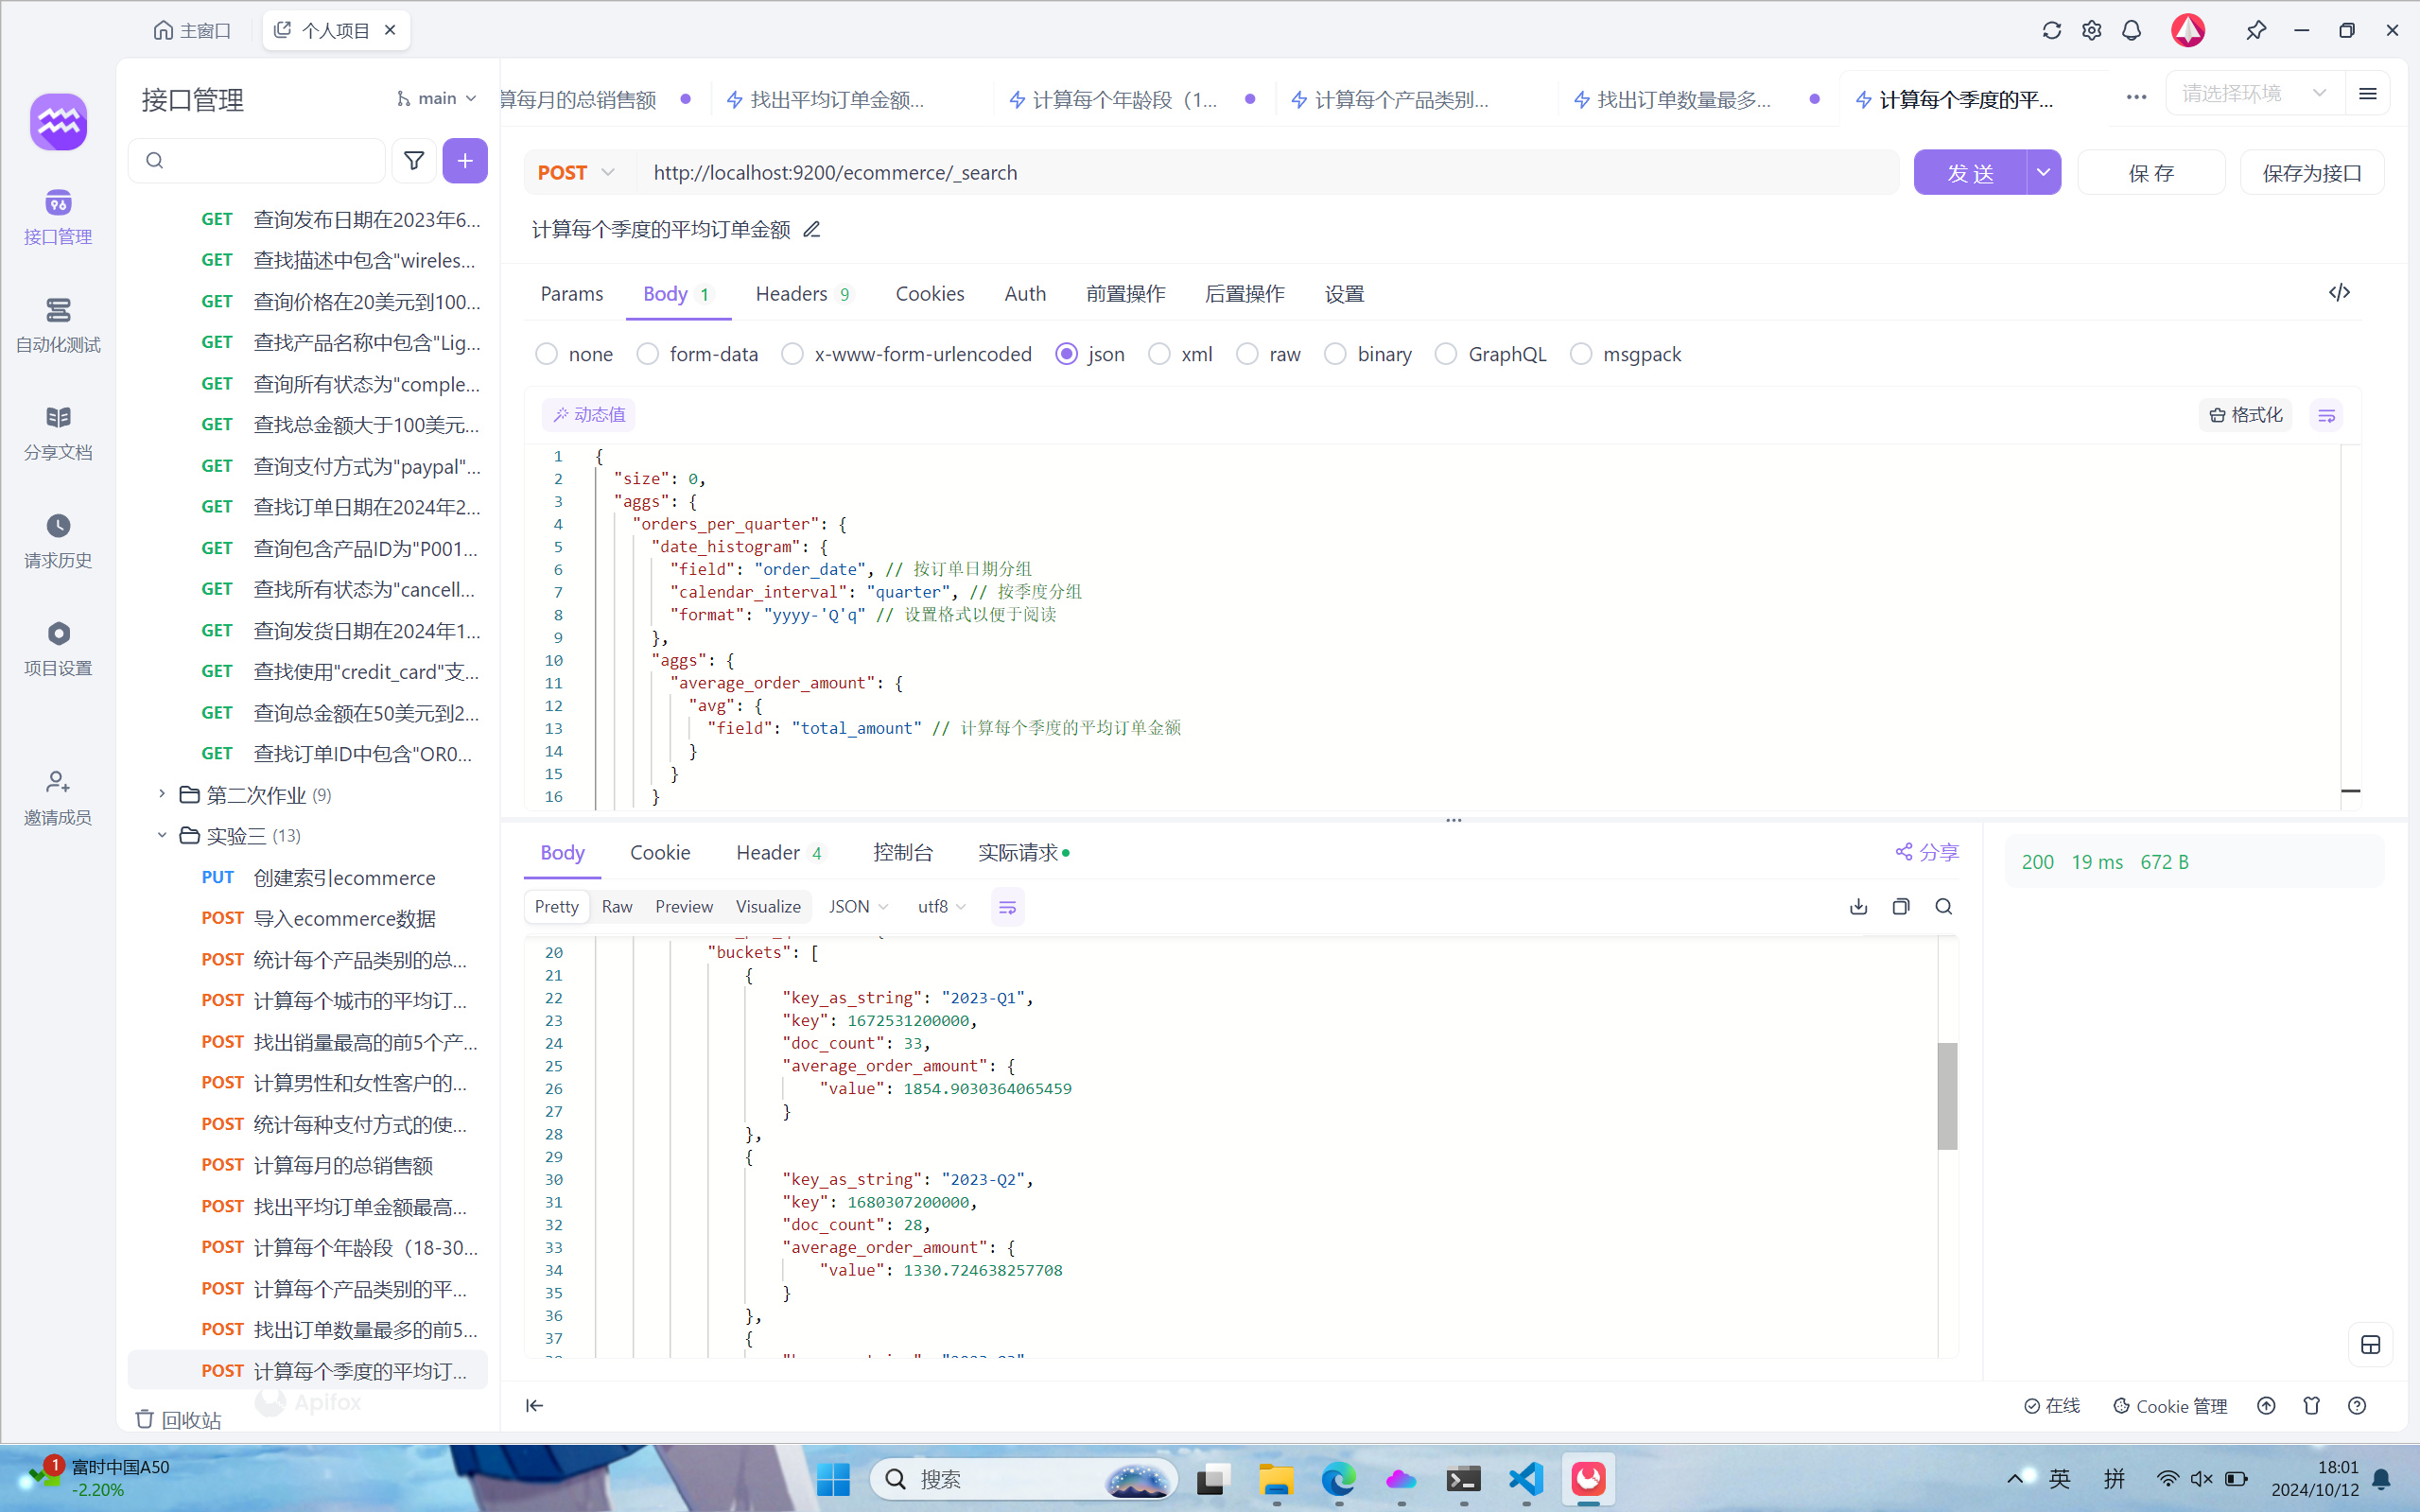 主窗口
个人项目
接口管理
main
算每月的总销售额
找出平均订单金额...
计算每个年龄段（1...
计算每个产品类别...
找出订单数量最多...
计算每个季度的平...
请选择环境
接口管理
自动化测试
分享文档
请求历史
项目设置
邀请成员
GET 查询发布日期在2023年6...
GET 查找描述中包含"wireles...
GET 查询价格在20美元到100...
GET 查找产品名称中包含"Lig...
GET 查询所有状态为"comple...
GET 查找总金额大于100美元...
GET 查询支付方式为"paypal"...
GET 查找订单日期在2024年2...
GET 查询包含产品ID为"P001...
GET 查找所有状态为"cancell...
GET 查询发货日期在2024年1...
GET 查找使用"credit_card"支...
GET 查询总金额在50美元到2...
GET 查找订单ID中包含"OR0...
第二次作业 (9)
实验三 (13)
PUT 创建索引ecommerce
POST 导入ecommerce数据
POST 统计每个产品类别的总...
POST 计算每个城市的平均订...
POST 找出销量最高的前5个产...
POST 计算男性和女性客户的...
POST 统计每种支付方式的使...
POST 计算每月的总销售额
POST 找出平均订单金额最高...
POST 计算每个年龄段（18-30...
POST 计算每个产品类别的平...
POST 找出订单数量最多的前5...
POST 计算每个季度的平均订...
Apifox
回收站
POST http://localhost:9200/ecommerce/_search
发 送
保 存
保存为接口
计算每个季度的平均订单金额
Params Body 1 Headers 9 Cookies Auth 前置操作 后置操作 设置
none form-data x-www-form-urlencoded json xml raw binary GraphQL msgpack
动态值
格式化
1 {
2 "size": 0,
3 "aggs": {
4 "orders_per_quarter": {
5 "date_histogram": {
6 "field": "order_date", // 按订单日期分组
7 "calendar_interval": "quarter", // 按季度分组
8 "format": "yyyy-'Q'q" // 设置格式以便于阅读
9 },
10 "aggs": {
11 "average_order_amount": {
12 "avg": {
13 "field": "total_amount" // 计算每个季度的平均订单金额
14 }
15 }
16 }
Body Cookie Header 4 控制台 实际请求
分享
200 19 ms 672 B
Pretty Raw Preview Visualize JSON utf8
20 "buckets": [
21 {
22 "key_as_string": "2023-Q1",
23 "key": 1672531200000,
24 "doc_count": 33,
25 "average_order_amount": {
26 "value": 1854.9030364065459
27 }
28 },
29 {
30 "key_as_string": "2023-Q2",
31 "key": 1680307200000,
32 "doc_count": 28,
33 "average_order_amount": {
34 "value": 1330.724638257708
35 }
36 },
37 {
在线
Cookie 管理
1
富时中国A50
-2.20%
搜索
英
拼
18:01
2024/10/12